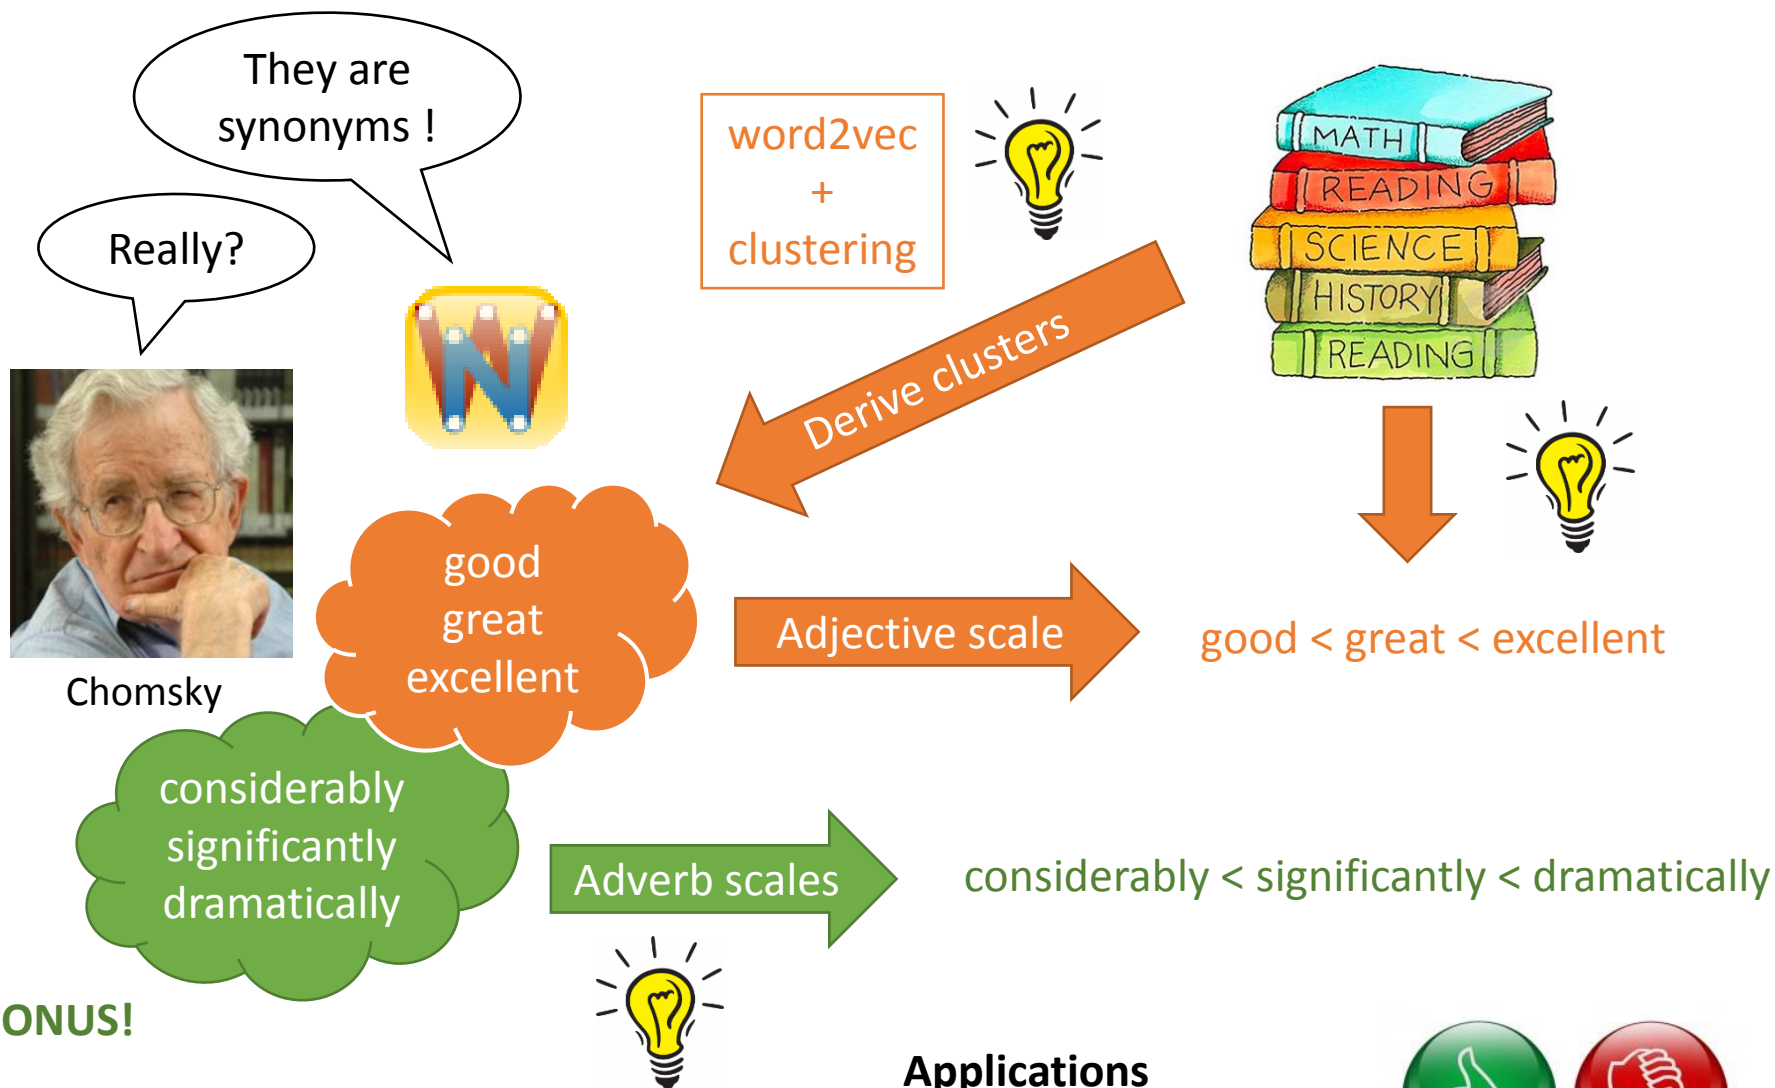 They are
synonyms !
Really?
word2vec
+
clustering
MATH
READING
SCIENCE
HISTORY
READING
Derive clusters
W
N
good
great
excellent
Adjective scale
good < great < excellent
Chomsky
considerably
significantly
dramatically
Adverb scales
considerably < significantly < dramatically
ONUS!
Applications